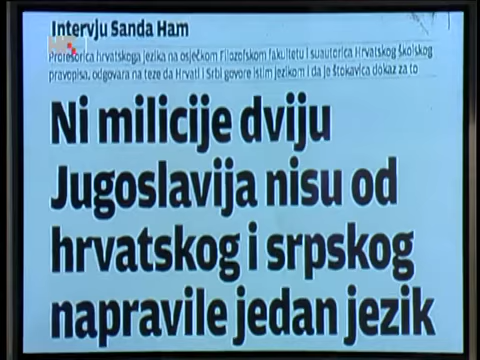 HRT
Intervju Sanda Ham
Profesorica hrvatskoga jezika na osječkom Filozofskom fakultetu i suautorica Hrvatskog školskog
pravopisa, odgovara na teze da Hrvati i Srbi govore istim jezikom i da je štokavica dokaz za to
Ni milicije dviju
Jugoslavija nisu od
hrvatskog i srpskog
napravile jedan jezik